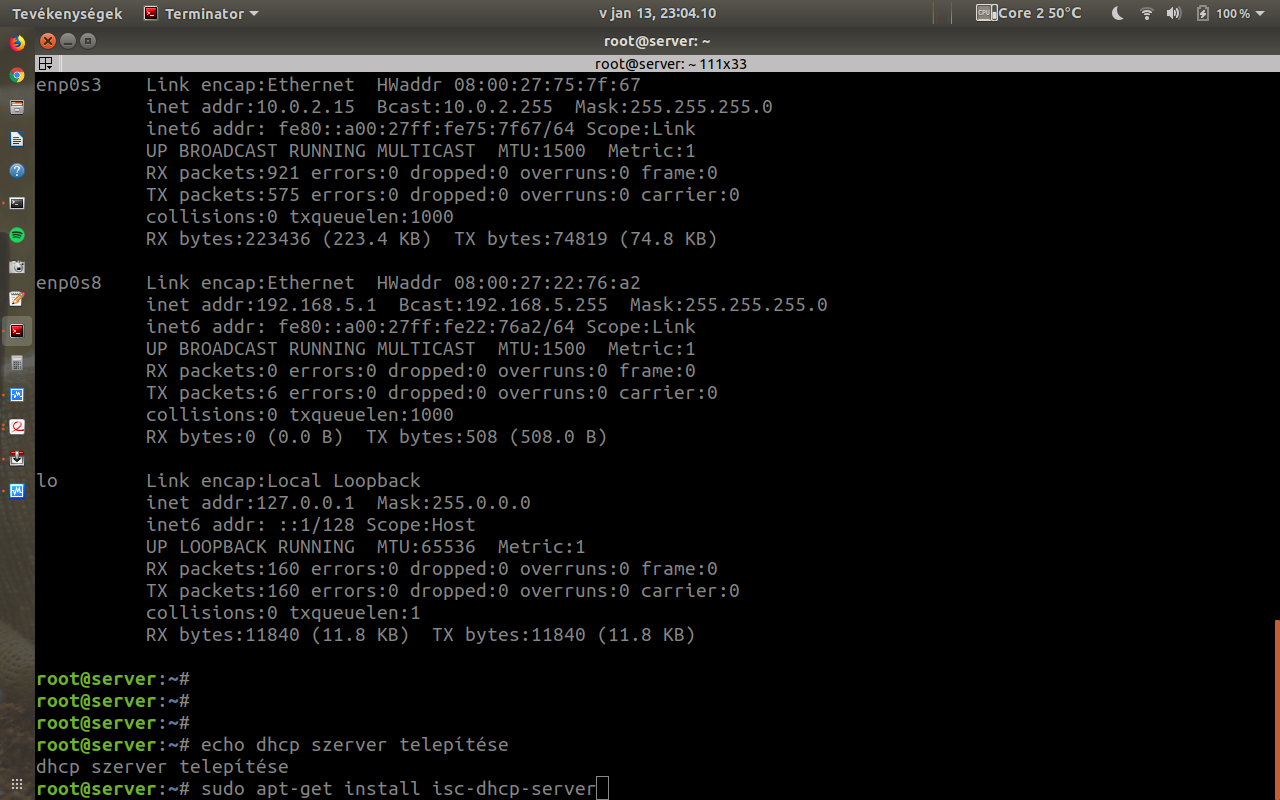 Tevékenységek Terminator v jan 13, 23:04.10 CPU Core 2 50°C 100 %
root@server: ~
root@server: ~ 111x33
enp0s3    Link encap:Ethernet  HWaddr 08:00:27:75:7f:67
          inet addr:10.0.2.15  Bcast:10.0.2.255  Mask:255.255.255.0
          inet6 addr: fe80::a00:27ff:fe75:7f67/64 Scope:Link
          UP BROADCAST RUNNING MULTICAST  MTU:1500  Metric:1
          RX packets:921 errors:0 dropped:0 overruns:0 frame:0
          TX packets:575 errors:0 dropped:0 overruns:0 carrier:0
          collisions:0 txqueuelen:1000
          RX bytes:223436 (223.4 KB)  TX bytes:74819 (74.8 KB)

enp0s8    Link encap:Ethernet  HWaddr 08:00:27:22:76:a2
          inet addr:192.168.5.1  Bcast:192.168.5.255  Mask:255.255.255.0
          inet6 addr: fe80::a00:27ff:fe22:76a2/64 Scope:Link
          UP BROADCAST RUNNING MULTICAST  MTU:1500  Metric:1
          RX packets:0 errors:0 dropped:0 overruns:0 frame:0
          TX packets:6 errors:0 dropped:0 overruns:0 carrier:0
          collisions:0 txqueuelen:1000
          RX bytes:0 (0.0 B)  TX bytes:508 (508.0 B)

lo        Link encap:Local Loopback
          inet addr:127.0.0.1  Mask:255.0.0.0
          inet6 addr: ::1/128 Scope:Host
          UP LOOPBACK RUNNING  MTU:65536  Metric:1
          RX packets:160 errors:0 dropped:0 overruns:0 frame:0
          TX packets:160 errors:0 dropped:0 overruns:0 carrier:0
          collisions:0 txqueuelen:1
          RX bytes:11840 (11.8 KB)  TX bytes:11840 (11.8 KB)

root@server:~#
root@server:~#
root@server:~#
root@server:~# echo dhcp szerver telepítése
dhcp szerver telepítése
root@server:~# sudo apt-get install isc-dhcp-server